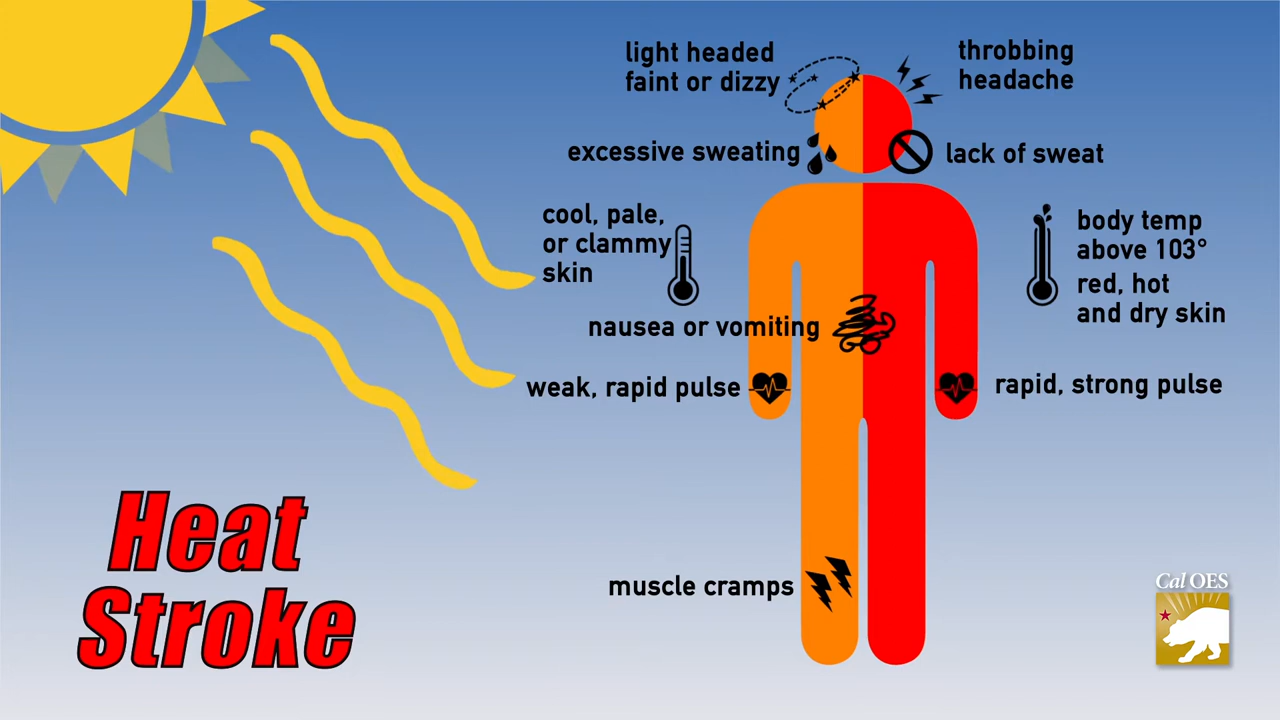 light headed
faint or dizzy
throbbing
headache
excessive sweating
lack of sweat
cool, pale,
or clammy
skin
body temp
above 103°
red, hot
and dry skin
nausea or vomiting
weak, rapid pulse
rapid, strong pulse
Heat
Stroke
muscle cramps
Cal OES